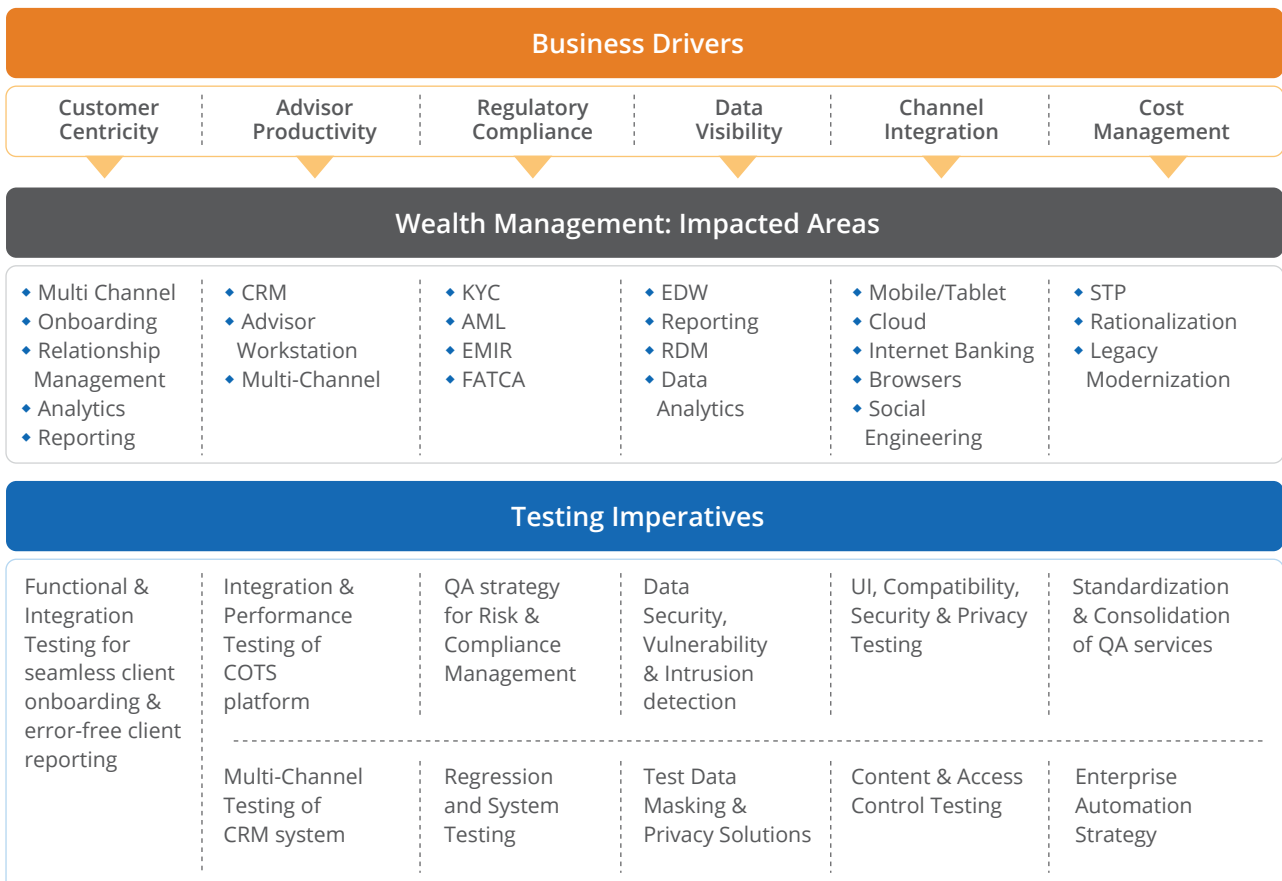 Business Drivers
Customer
Centricity
Advisor
Productivity
Regulatory
Compliance
Data
Visibility
Channel
Integration
Cost
Management
Wealth Management: Impacted Areas
Multi Channel
Onboarding
Relationship
Management
Analytics
Reporting
CRM
Advisor
Workstation
Multi-Channel
KYC
AML
EMIR
FATCA
EDW
Reporting
RDM
Data
Analytics
Mobile/Tablet
Cloud
Internet Banking
Browsers
Social
Engineering
STP
Rationalization
Legacy
Modernization
Testing Imperatives
Functional &
Integration
Testing for
seamless client
onboarding &
error-free client
reporting
Integration &
Performance
Testing of
COTS
platform
QA strategy
for Risk &
Compliance
Management
Data
Security,
Vulnerability
& Intrusion
detection
UI, Compatibility,
Security & Privacy
Testing
Standardization
& Consolidation
of QA services
Multi-Channel
Testing of
CRM system
Regression
and System
Testing
Test Data
Masking &
Privacy Solutions
Content & Access
Control Testing
Enterprise
Automation
Strategy